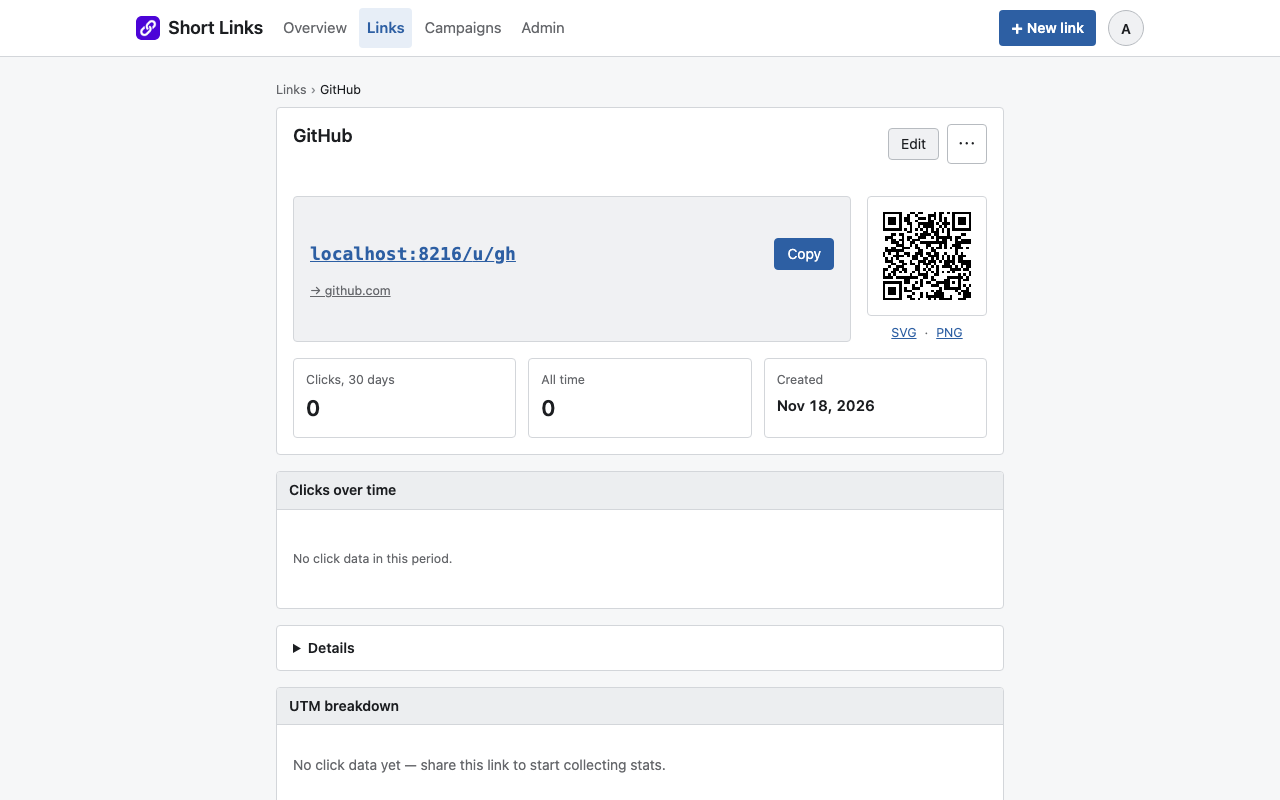 Short Links
Overview
Links
Campaigns
Admin
+ New link
A
Links › GitHub
GitHub
Edit
···
localhost:8216/u/gh
Copy
→ github.com
SVG · PNG
Clicks, 30 days
0
All time
0
Created
Nov 18, 2026
Clicks over time
No click data in this period.
Details
UTM breakdown
No click data yet — share this link to start collecting stats.